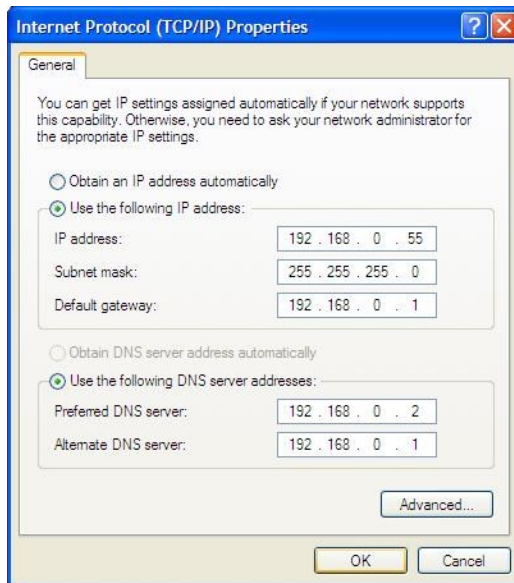 Internet Protocol (TCP/IP) Properties
General
You can get IP settings assigned automatically if your network supports
this capability. Otherwise, you need to ask your network administrator for
the appropriate IP settings.
Obtain an IP address automatically
Use the following IP address:
IP address: 192 . 168 . 0 . 55
Subnet mask: 255 . 255 . 255 . 0
Default gateway: 192 . 168 . 0 . 1
Obtain DNS server address automatically
Use the following DNS server addresses:
Preferred DNS server: 192 . 168 . 0 . 2
Alternate DNS server: 192 . 168 . 0 . 1
Advanced...
OK Cancel